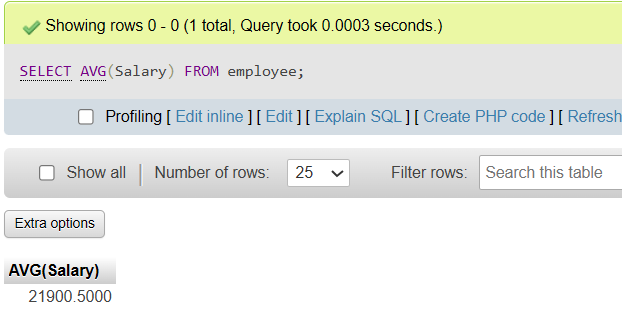 Showing rows 0 - 0 (1 total, Query took 0.0003 seconds.)
SELECT AVG(Salary) FROM employee;
Profiling [ Edit inline ] [ Edit ] [ Explain SQL ] [ Create PHP code ] [ Refresh
Show all Number of rows: 25 Filter rows: Search this table
Extra options
AVG(Salary)
21900.5000